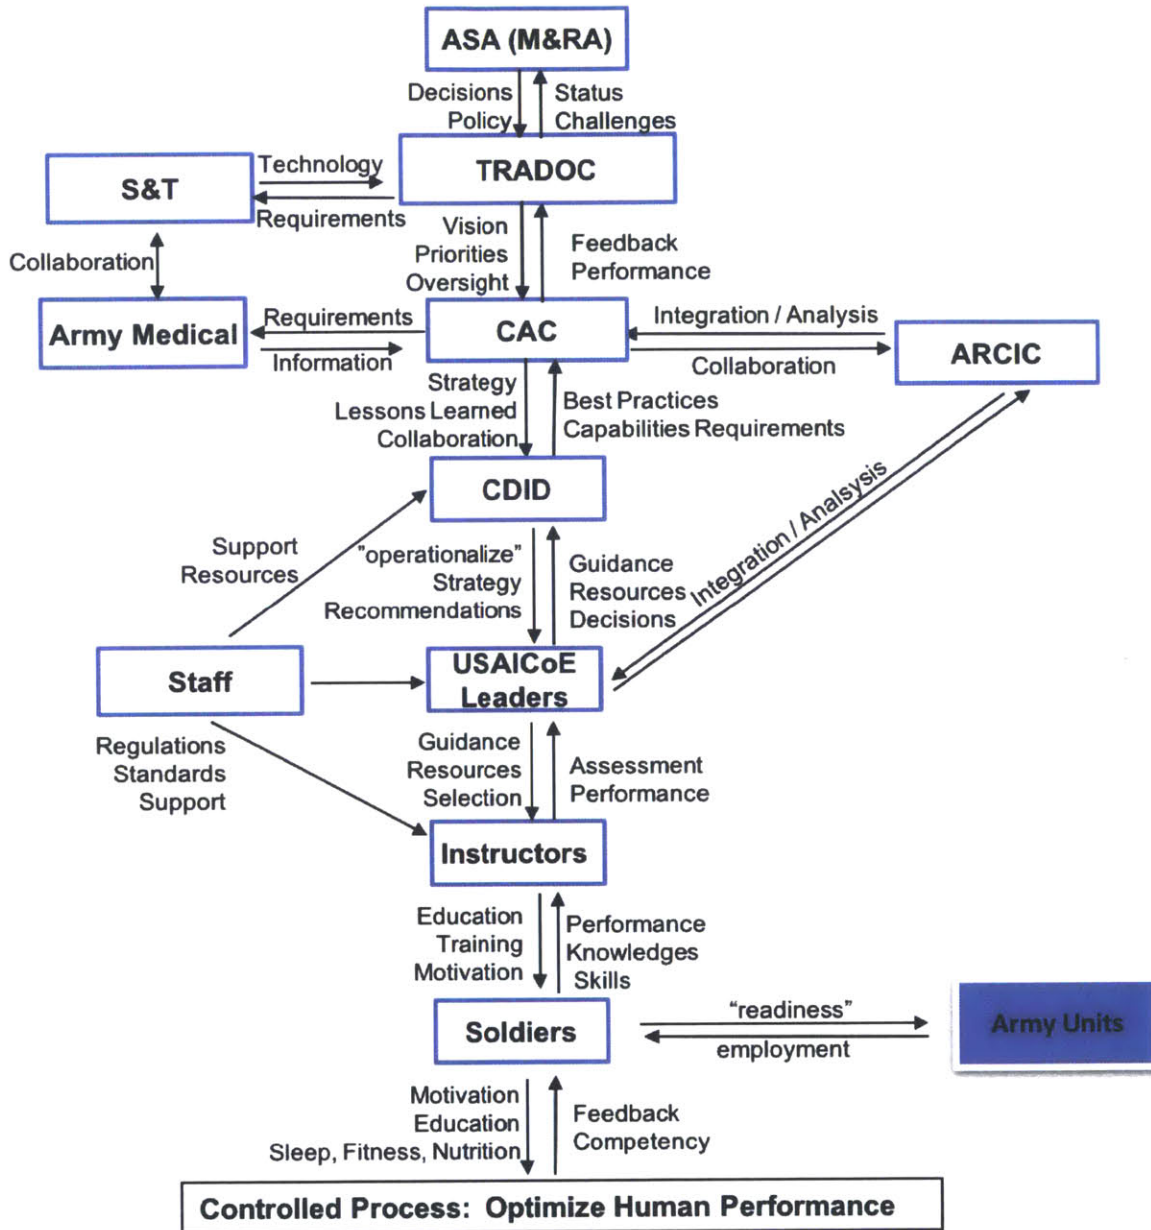 ASA (M&RA)
Decisions
Policy
Status
Challenges
TRADOC
S&T
Technology
Requirements
Vision
Priorities
Oversight
Feedback
Performance
Collaboration
Army Medical
Requirements
Information
CAC
Integration / Analysis
Collaboration
ARCIC
Strategy
Lessons Learned
Collaboration
Best Practices
Capabilities Requirements
CDID
Support
Resources
"operationalize"
Strategy
Recommendations
Guidance
Resources
Decisions
Integration / Analsysis
Staff
USAICoE
Leaders
Regulations
Standards
Support
Guidance
Resources
Selection
Assessment
Performance
Instructors
Education
Training
Motivation
Performance
Knowledges
Skills
Soldiers
"readiness"
employment
Army Units
Motivation
Education
Sleep, Fitness, Nutrition
Feedback
Competency
Controlled Process: Optimize Human Performance